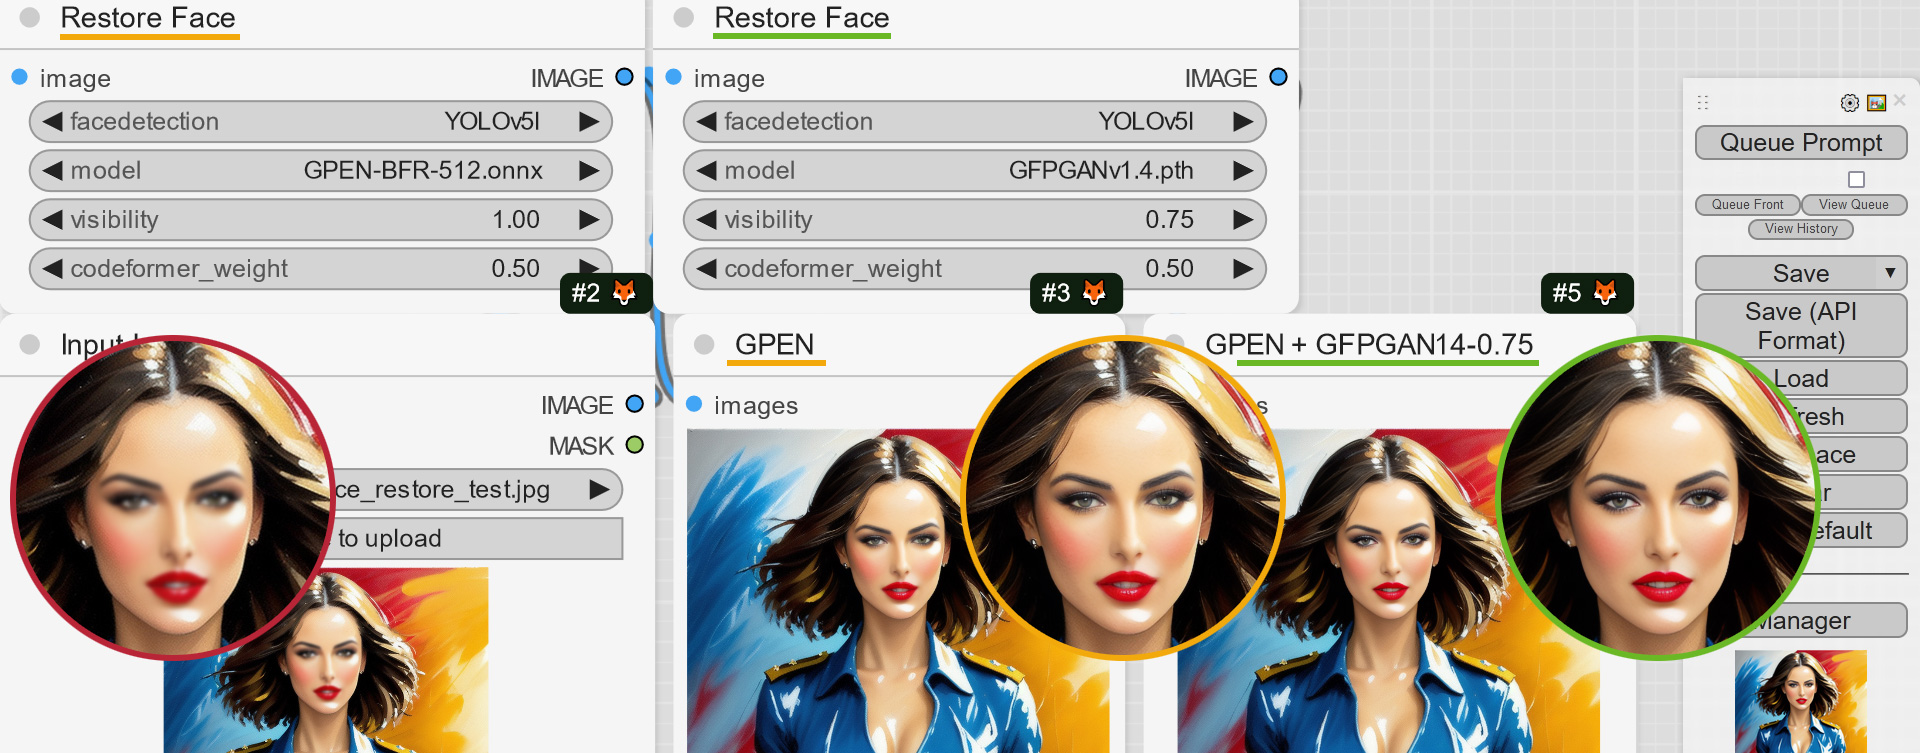 Restore Face
image IMAGE
facedetection YOLOv5l
model GPEN-BFR-512.onnx
visibility 1.00
codeformer_weight 0.50
#2
Restore Face
image IMAGE
facedetection YOLOv5l
model GFPGANv1.4.pth
visibility 0.75
codeformer_weight 0.50
#3
#5
Queue Prompt
Queue Front View Queue
View History
Save
Save (API
Format)
Load
Manager
Input
IMAGE
MASK
ce_restore_test.jpg
to upload
GPEN
images
GPEN + GFPGAN14-0.75